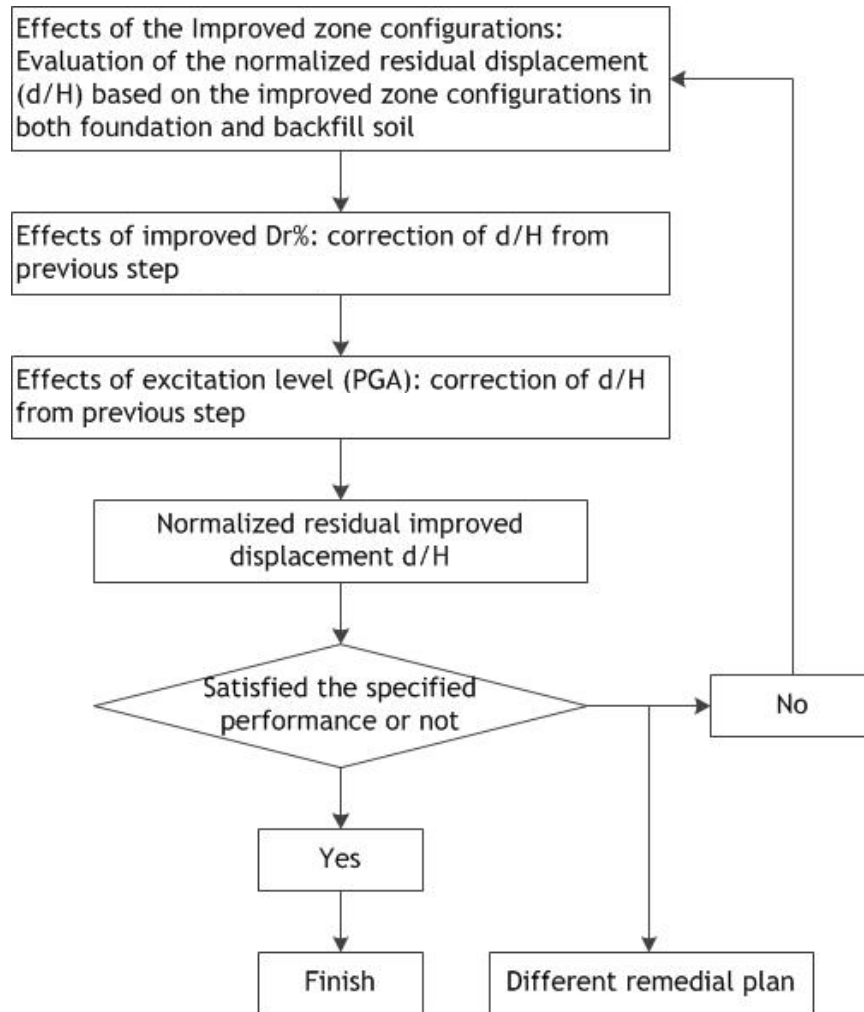 Effects of the Improved zone configurations:
Evaluation of the normalized residual displacement
(d/H) based on the improved zone configurations in
both foundation and backfill soil
Effects of improved Dr%: correction of d/H from
previous step
Effects of excitation level (PGA): correction of d/H
from previous step
Normalized residual improved
displacement d/H
Satisfied the specified
performance or not
No
Yes
Finish
Different remedial plan